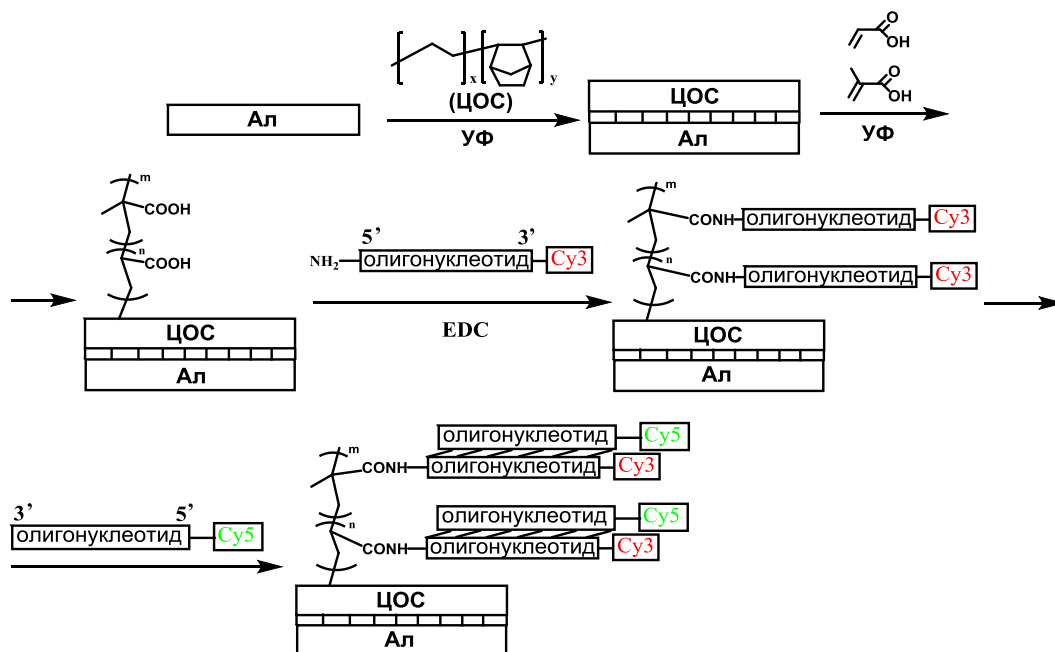 O
OH
x
y
(ЦОС)
O
OH
Ал
УФ
ЦОС
Ал
УФ
m
COOH
n
COOH
ЦОС
Ал
5’ 3’
NH2 олигонуклеотид Cy3
EDC
m
CONH олигонуклеотид Cy3
n
CONH олигонуклеотид Cy3
ЦОС
Ал
3’ 5’
олигонуклеотид Cy5
m
олигонуклеотид Cy5
CONH олигонуклеотид Cy3
n
олигонуклеотид Cy5
CONH олигонуклеотид Cy3
ЦОС
Ал